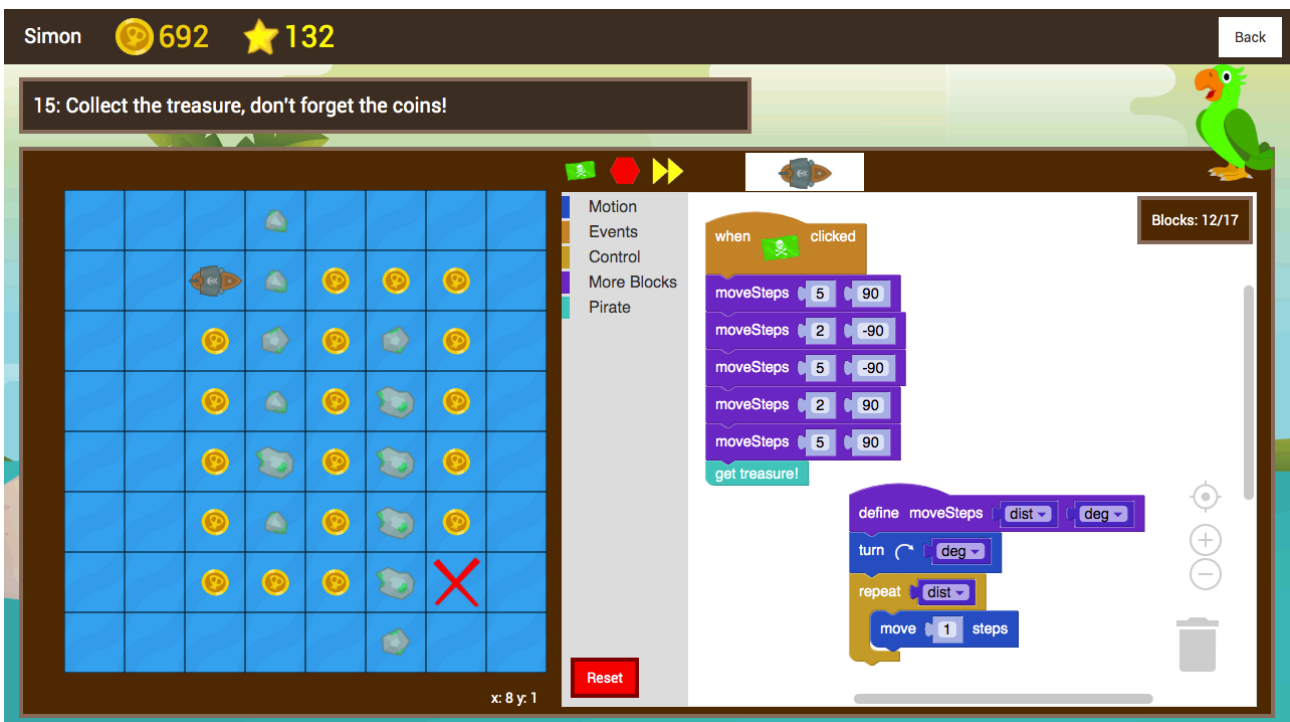 Simon 692 132 Back
15: Collect the treasure, don't forget the coins!
Motion
Events
Control
More Blocks
Pirate
Blocks: 12/17
when clicked
moveSteps 5 90
moveSteps 2 -90
moveSteps 5 -90
moveSteps 2 90
moveSteps 5 90
get treasure!
define moveSteps dist deg
turn deg
repeat dist
move 1 steps
Reset
x: 8 y: 1